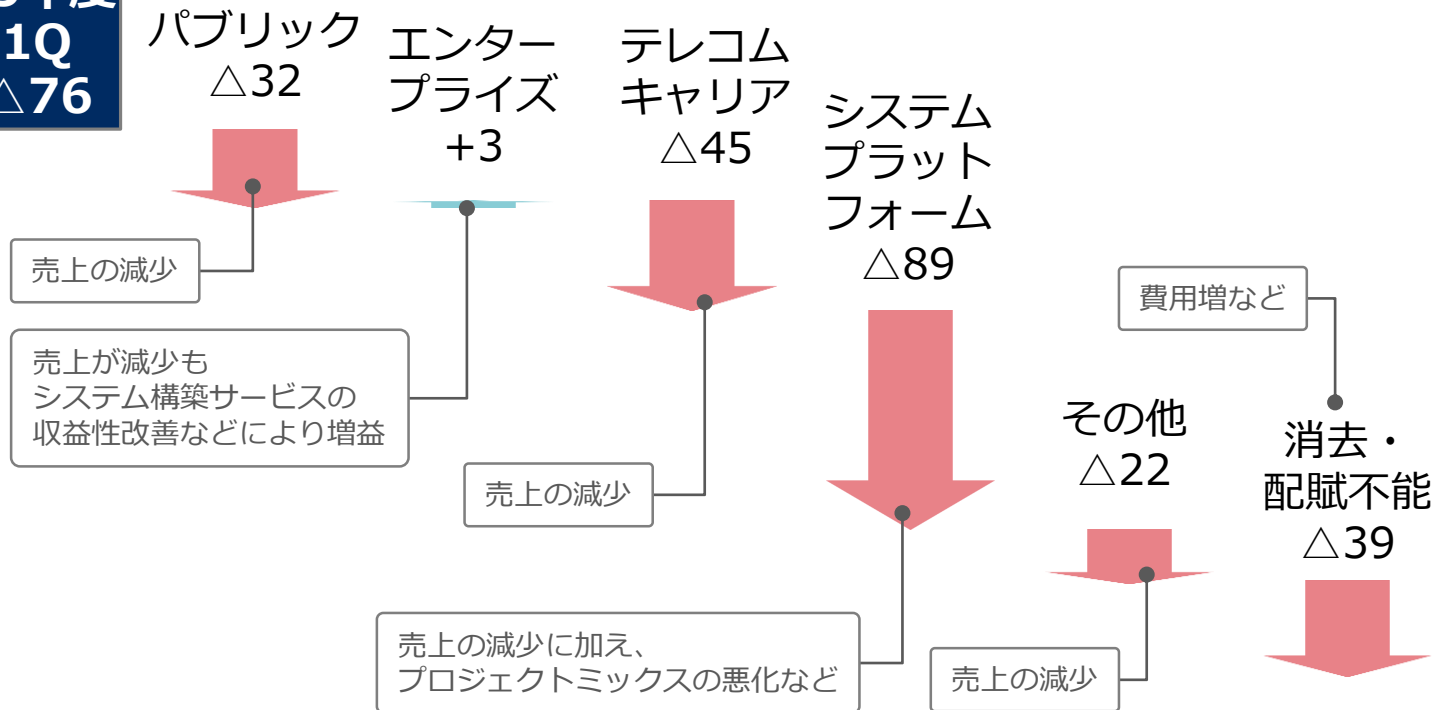 年度
1Q
△76
パブリック
△32
エンター
プライズ
+3
テレコム
キャリア
△45
システム
プラット
フォーム
△89
売上の減少
費用増など
売上が減少も
システム構築サービスの
収益性改善などにより増益
その他
△22
消去・
配賦不能
△39
売上の減少
売上の減少に加え、
プロジェクトミックスの悪化など
売上の減少